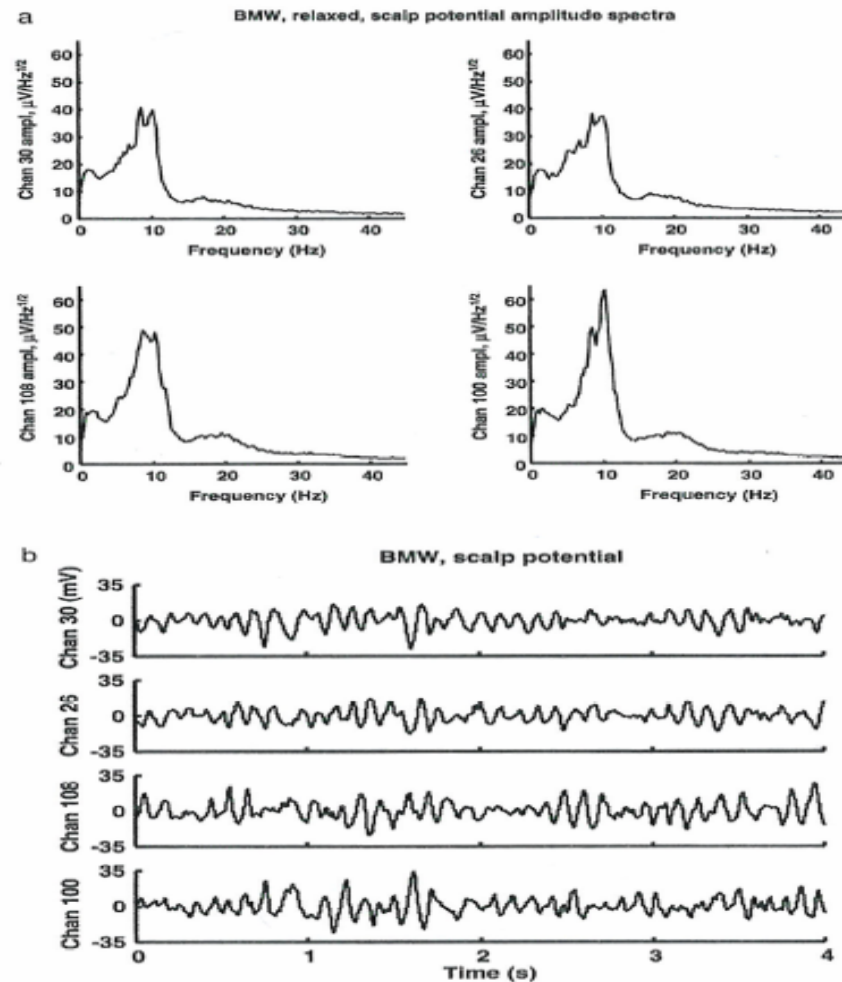 a
BMW, relaxed, scalp potential amplitude spectra
Chan 30 ampl, µV/Hz1/2
60
50
40
30
20
10
0
0 10 20 30 40
Frequency (Hz)
Chan 26 ampl, µV/Hz1/2
60
50
40
30
20
10
0
0 10 20 30 40
Frequency (Hz)
Chan 108 ampl, µV/Hz1/2
60
50
40
30
20
10
0
0 10 20 30 40
Frequency (Hz)
Chan 100 ampl, µV/Hz1/2
60
50
40
30
20
10
0
0 10 20 30 40
Frequency (Hz)
b
BMW, scalp potential
Chan 30 (mV)
35
0
-35
Chan 26
35
0
-35
Chan 108
35
0
-35
Chan 100
35
0
-35
0 1 2 3 4
Time (s)